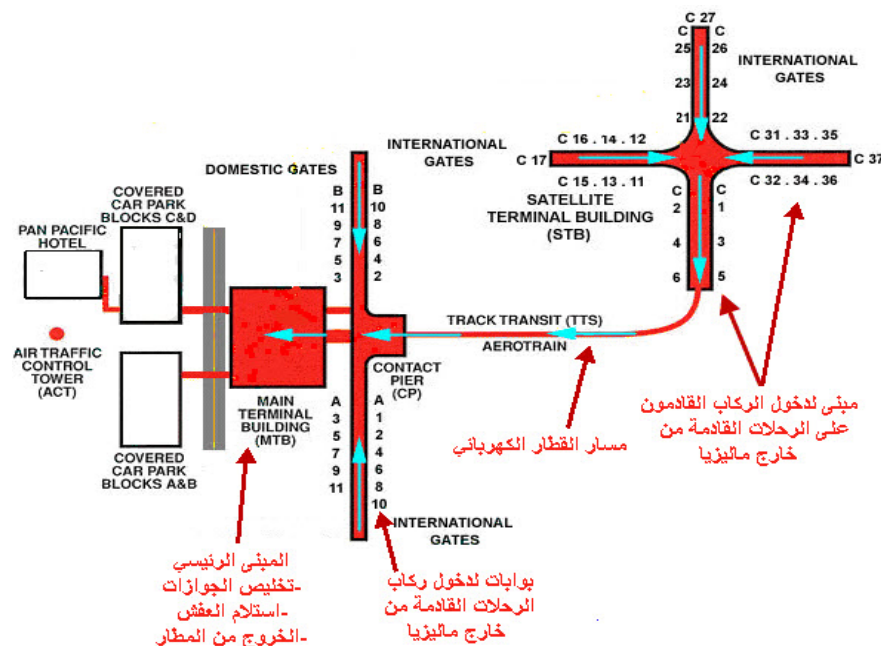 C 27
C C
25 26
INTERNATIONAL
GATES
23 24
21 22
C 16 . 14 . 12
C 31 . 33 . 35
C 17
C 37
C 15 . 13 . 11
C 32 . 34 . 36
SATELLITE
TERMINAL BUILDING
(STB)
C C
2 1
4 3
6 5
INTERNATIONAL
GATES
DOMESTIC GATES
B B
11 10
9 8
7 6
5 4
3 2
COVERED
CAR PARK
BLOCKS C&D
PAN PACIFIC
HOTEL
AIR TRAFFIC
CONTROL
TOWER
(ACT)
TRACK TRANSIT (TTS)
AEROTRAIN
CONTACT
PIER (CP)
MAIN
TERMINAL
BUILDING
(MTB)
A A
3 1
5 2
7 4
9 6
11 8
10
COVERED
CAR PARK
BLOCKS A&B
INTERNATIONAL
GATES
مبنى لدخول الركاب القادمون
على الرحلات القادمة من
خارج ماليزيا
مسار القطار الكهربائي
بوابات لدخول ركاب
الرحلات القادمة من
خارج ماليزيا
المبنى الرئيسي
-تخليص الجوازات
-استلام العفش
-الخروج من المطار